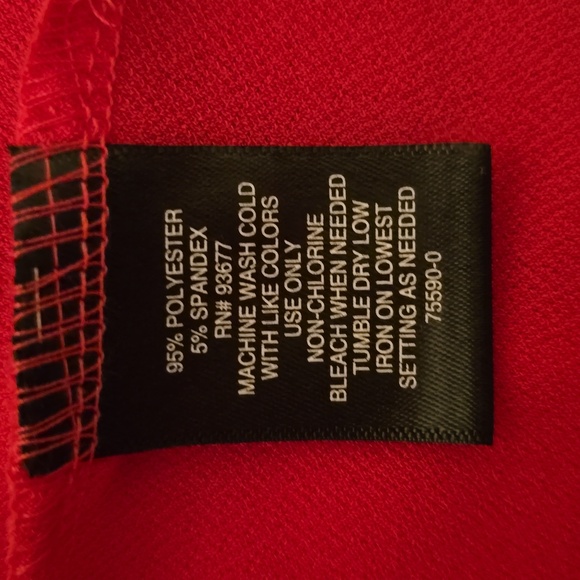 95% POLYESTER
5% SPANDEX
RN# 93677
MACHINE WASH COLD
WITH LIKE COLORS
USE ONLY
NON-CHLORINE
BLEACH WHEN NEEDED
TUMBLE DRY LOW
IRON ON LOWEST
SETTING AS NEEDED
75590-0